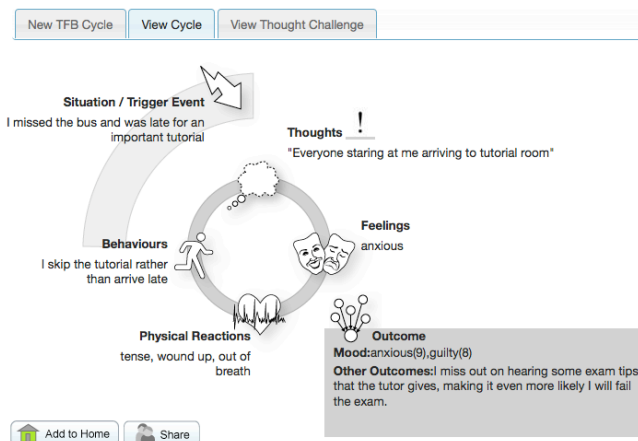 New TFB Cycle
View Cycle
View Thought Challenge
Situation / Trigger Event
I missed the bus and was late for an
important tutorial
Thoughts
"Everyone staring at me arriving to tutorial room"
Feelings
anxious
Behaviours
I skip the tutorial rather
than arrive late
Physical Reactions
tense, wound up, out of
breath
Outcome
Mood:anxious(9),guilty(8)
Other Outcomes:I miss out on hearing some exam tips
that the tutor gives, making it even more likely I will fail
the exam.
Add to Home
Share